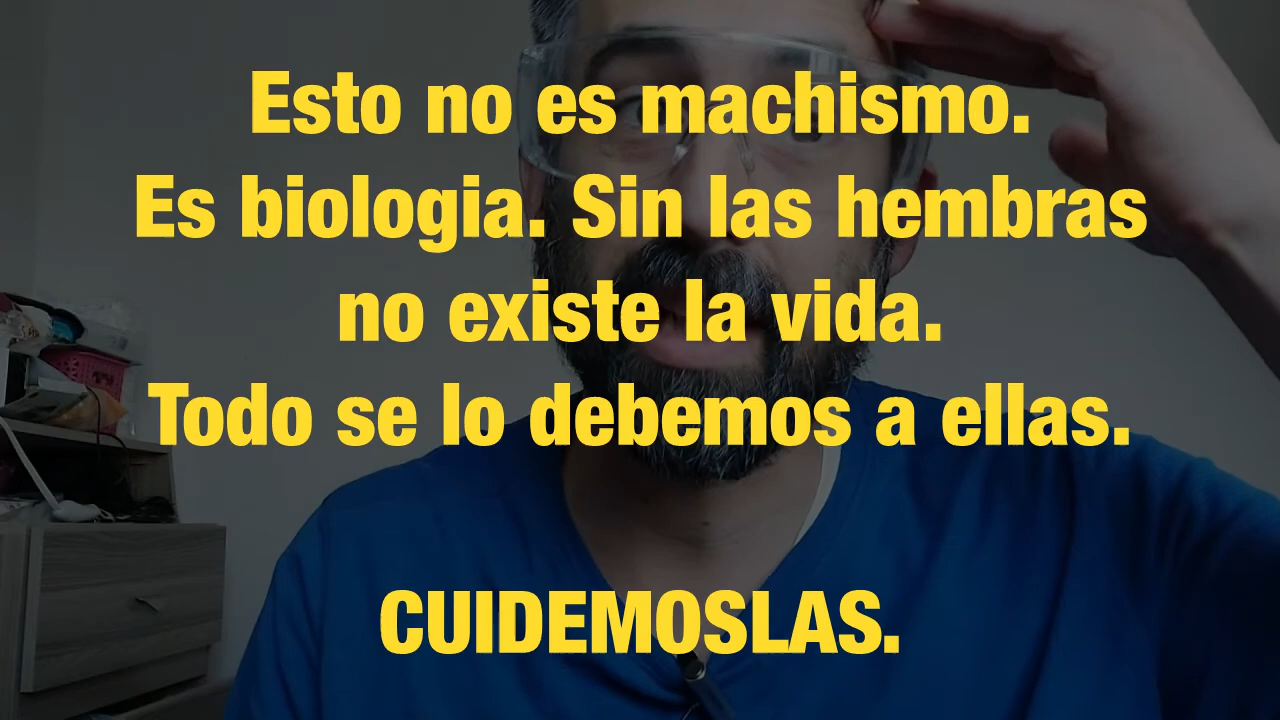 Esto no es machismo.
Es biologia. Sin las hembras
no existe la vida.
Todo se lo debemos a ellas.
CUIDEMOSLAS.